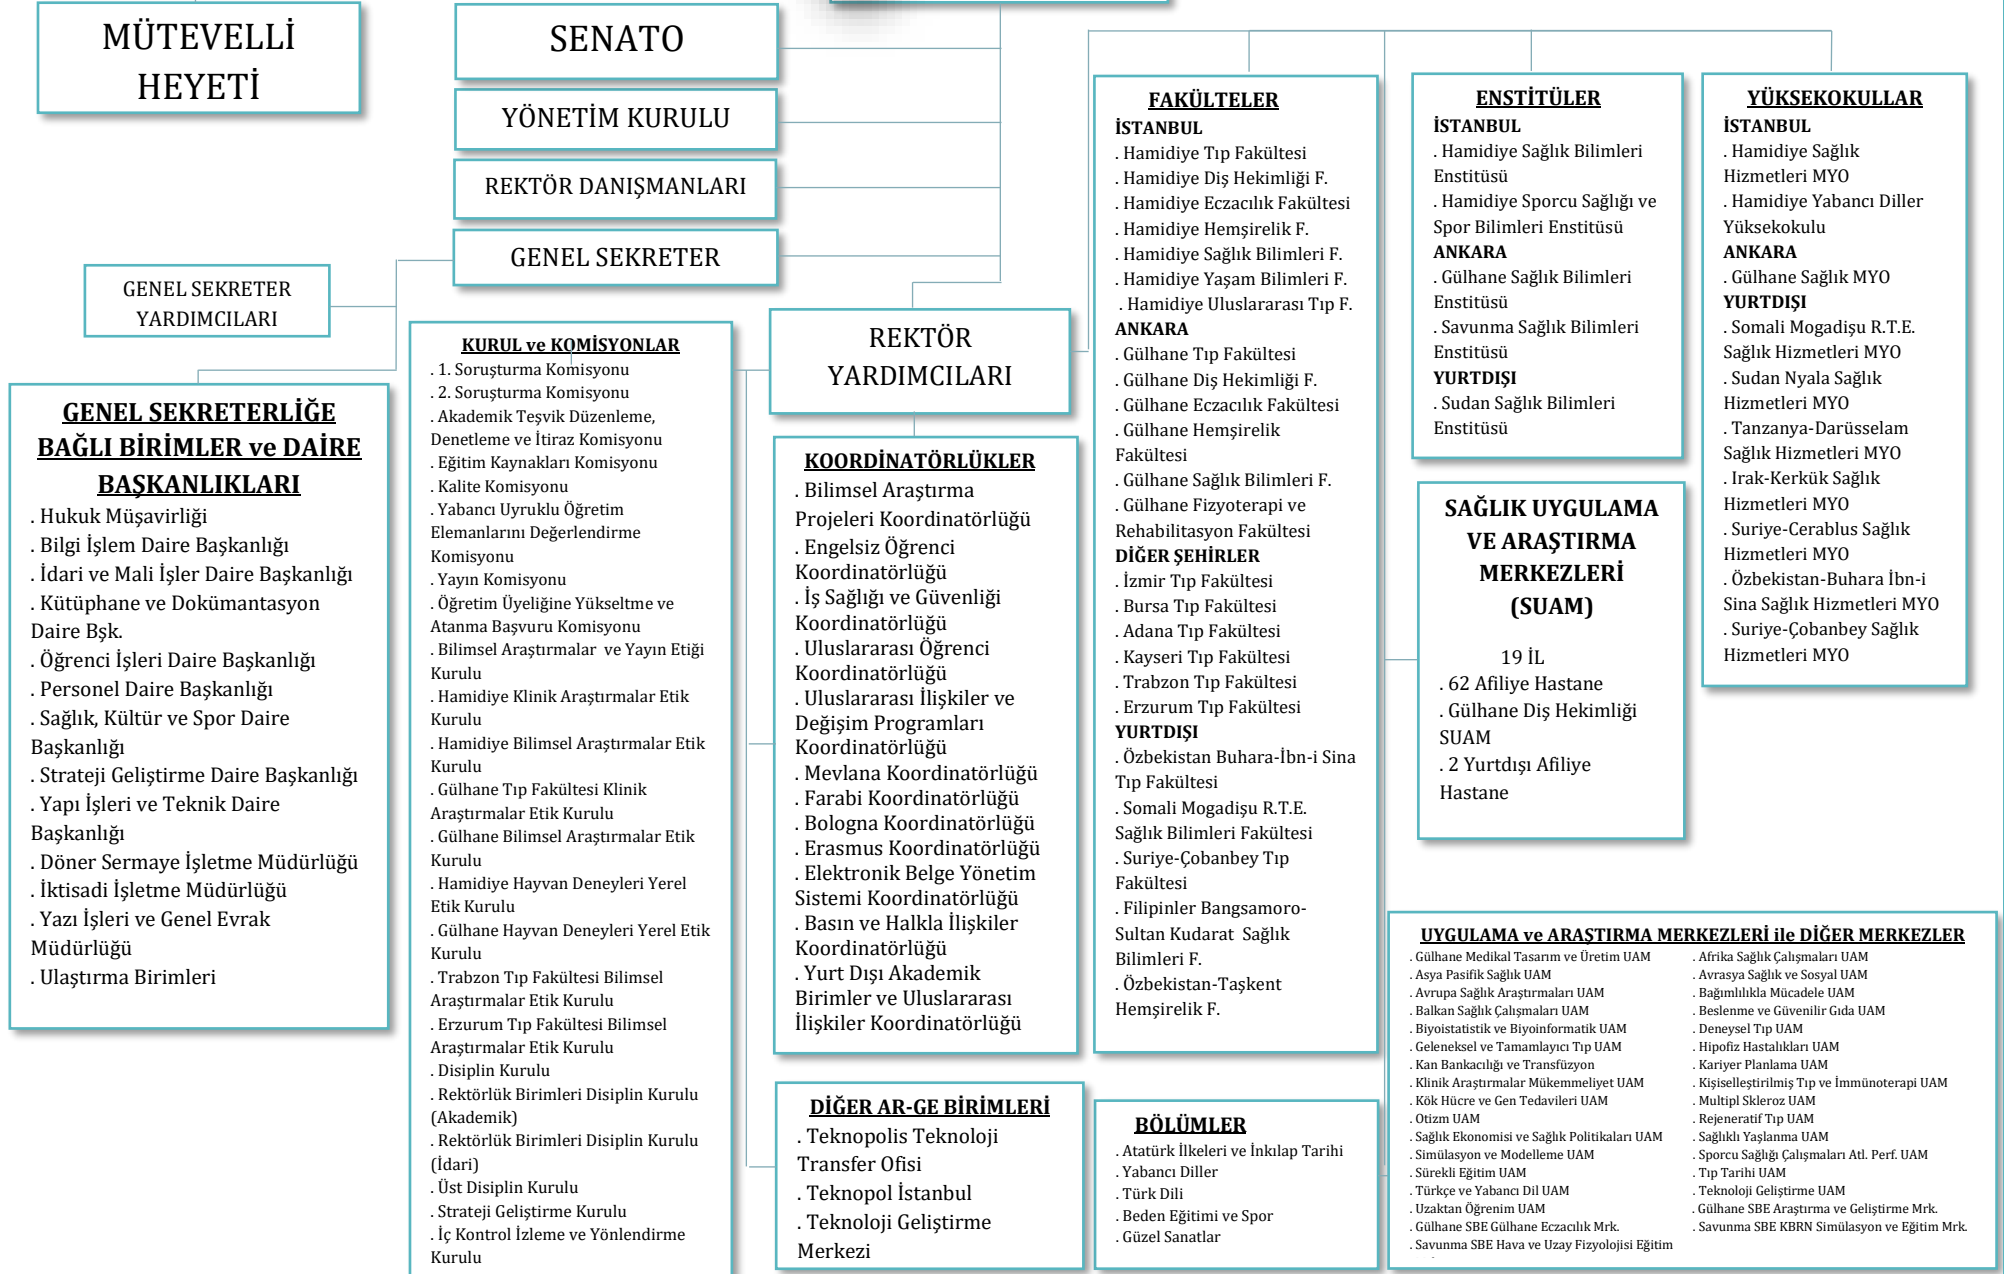 MÜTEVELLİ
HEYETİ
SENATO
YÖNETİM KURULU
REKTÖR DANIŞMANLARI
GENEL SEKRETER
GENEL SEKRETER
YARDIMCILARI
REKTÖR
YARDIMCILARI
GENEL SEKRETERLİĞE
BAĞLI BİRİMLER ve DAİRE
BAŞKANLIKLARI
. Hukuk Müşavirliği
. Bilgi İşlem Daire Başkanlığı
. İdari ve Mali İşler Daire Başkanlığı
. Kütüphane ve Dokümantasyon
Daire Bşk.
. Öğrenci İşleri Daire Başkanlığı
. Personel Daire Başkanlığı
. Sağlık, Kültür ve Spor Daire
Başkanlığı
. Strateji Geliştirme Daire Başkanlığı
. Yapı İşleri ve Teknik Daire
Başkanlığı
. Döner Sermaye İşletme Müdürlüğü
. İktisadi İşletme Müdürlüğü
. Yazı İşleri ve Genel Evrak
Müdürlüğü
. Ulaştırma Birimleri
KURUL ve KOMİSYONLAR
. 1. Soruşturma Komisyonu
. 2. Soruşturma Komisyonu
. Akademik Teşvik Düzenleme,
Denetleme ve İtiraz Komisyonu
. Eğitim Kaynakları Komisyonu
. Kalite Komisyonu
. Yabancı Uyruklu Öğretim
Elemanlarını Değerlendirme
Komisyonu
. Yayın Komisyonu
. Öğretim Üyeliğine Yükseltme ve
Atanma Başvuru Komisyonu
. Bilimsel Araştırmalar  ve Yayın Etiği
Kurulu
. Hamidiye Klinik Araştırmalar Etik
Kurulu
. Hamidiye Bilimsel Araştırmalar Etik
Kurulu
. Gülhane Tıp Fakültesi Klinik
Araştırmalar Etik Kurulu
. Gülhane Bilimsel Araştırmalar Etik
Kurulu
. Hamidiye Hayvan Deneyleri Yerel
Etik Kurulu
. Gülhane Hayvan Deneyleri Yerel Etik
Kurulu
. Trabzon Tıp Fakültesi Bilimsel
Araştırmalar Etik Kurulu
. Erzurum Tıp Fakültesi Bilimsel
Araştırmalar Etik Kurulu
. Disiplin Kurulu
. Rektörlük Birimleri Disiplin Kurulu
(Akademik)
. Rektörlük Birimleri Disiplin Kurulu
(İdari)
. Üst Disiplin Kurulu
. Strateji Geliştirme Kurulu
. İç Kontrol İzleme ve Yönlendirme
Kurulu
KOORDİNATÖRLÜKLER
. Bilimsel Araştırma
Projeleri Koordinatörlüğü
. Engelsiz Öğrenci
Koordinatörlüğü
. İş Sağlığı ve Güvenliği
Koordinatörlüğü
. Uluslararası Öğrenci
Koordinatörlüğü
. Uluslararası İlişkiler ve
Değişim Programları
Koordinatörlüğü
. Mevlana Koordinatörlüğü
. Farabi Koordinatörlüğü
. Bologna Koordinatörlüğü
. Erasmus Koordinatörlüğü
. Elektronik Belge Yönetim
Sistemi Koordinatörlüğü
. Basın ve Halkla İlişkiler
Koordinatörlüğü
. Yurt Dışı Akademik
Birimler ve Uluslararası
İlişkiler Koordinatörlüğü
DİĞER AR-GE BİRİMLERİ
. Teknopolis Teknoloji
Transfer Ofisi
. Teknopol İstanbul
. Teknoloji Geliştirme
Merkezi
FAKÜLTELER
İSTANBUL
. Hamidiye Tıp Fakültesi
. Hamidiye Diş Hekimliği F.
. Hamidiye Eczacılık Fakültesi
. Hamidiye Hemşirelik F.
. Hamidiye Sağlık Bilimleri F.
. Hamidiye Yaşam Bilimleri F.
. Hamidiye Uluslararası Tıp F.
ANKARA
. Gülhane Tıp Fakültesi
. Gülhane Diş Hekimliği F.
. Gülhane Eczacılık Fakültesi
. Gülhane Hemşirelik
Fakültesi
. Gülhane Sağlık Bilimleri F.
. Gülhane Fizyoterapi ve
Rehabilitasyon Fakültesi
DİĞER ŞEHİRLER
. İzmir Tıp Fakültesi
. Bursa Tıp Fakültesi
. Adana Tıp Fakültesi
. Kayseri Tıp Fakültesi
. Trabzon Tıp Fakültesi
. Erzurum Tıp Fakültesi
YURTDIŞI
. Özbekistan Buhara-İbn-i Sina
Tıp Fakültesi
. Somali Mogadişu R.T.E.
Sağlık Bilimleri Fakültesi
. Suriye-Çobanbey Tıp
Fakültesi
. Filipinler Bangsamoro-
Sultan Kudarat  Sağlık
Bilimleri F.
. Özbekistan-Taşkent
Hemşirelik F.
BÖLÜMLER
. Atatürk İlkeleri ve İnkılap Tarihi
. Yabancı Diller
. Türk Dili
. Beden Eğitimi ve Spor
. Güzel Sanatlar
ENSTİTÜLER
İSTANBUL
. Hamidiye Sağlık Bilimleri
Enstitüsü
. Hamidiye Sporcu Sağlığı ve
Spor Bilimleri Enstitüsü
ANKARA
. Gülhane Sağlık Bilimleri
Enstitüsü
. Savunma Sağlık Bilimleri
Enstitüsü
YURTDIŞI
. Sudan Sağlık Bilimleri
Enstitüsü
SAĞLIK UYGULAMA
VE ARAŞTIRMA
MERKEZLERİ
(SUAM)
19 İL
. 62 Afiliye Hastane
. Gülhane Diş Hekimliği
SUAM
. 2 Yurtdışı Afiliye
Hastane
YÜKSEKOKULLAR
İSTANBUL
. Hamidiye Sağlık
Hizmetleri MYO
. Hamidiye Yabancı Diller
Yüksekokulu
ANKARA
. Gülhane Sağlık MYO
YURTDIŞI
. Somali Mogadişu R.T.E.
Sağlık Hizmetleri MYO
. Sudan Nyala Sağlık
Hizmetleri MYO
. Tanzanya-Darüsselam
Sağlık Hizmetleri MYO
. Irak-Kerkük Sağlık
Hizmetleri MYO
. Suriye-Cerablus Sağlık
Hizmetleri MYO
. Özbekistan-Buhara İbn-i
Sina Sağlık Hizmetleri MYO
. Suriye-Çobanbey Sağlık
Hizmetleri MYO
UYGULAMA ve ARAŞTIRMA MERKEZLERİ ile DİĞER MERKEZLER
. Gülhane Medikal Tasarım ve Üretim UAM
. Asya Pasifik Sağlık UAM
. Avrupa Sağlık Araştırmaları UAM
. Balkan Sağlık Çalışmaları UAM
. Biyoistatistik ve Biyoinformatik UAM
. Geleneksel ve Tamamlayıcı Tıp UAM
. Kan Bankacılığı ve Transfüzyon
. Klinik Araştırmalar Mükemmeliyet UAM
. Kök Hücre ve Gen Tedavileri UAM
. Otizm UAM
. Sağlık Ekonomisi ve Sağlık Politikaları UAM
. Simülasyon ve Modelleme UAM
. Sürekli Eğitim UAM
. Türkçe ve Yabancı Dil UAM
. Uzaktan Öğrenim UAM
. Gülhane SBE Gülhane Eczacılık Mrk.
. Savunma SBE Hava ve Uzay Fizyolojisi Eğitim
. Afrika Sağlık Çalışmaları UAM
. Avrasya Sağlık ve Sosyal UAM
. Bağımlılıkla Mücadele UAM
. Beslenme ve Güvenilir Gıda UAM
. Deneysel Tıp UAM
. Hipofiz Hastalıkları UAM
. Kariyer Planlama UAM
. Kişiselleştirilmiş Tıp ve İmmünoterapi UAM
. Multipl Skleroz UAM
. Rejeneratif Tıp UAM
. Sağlıklı Yaşlanma UAM
. Sporcu Sağlığı Çalışmaları Atl. Perf. UAM
. Tıp Tarihi UAM
. Teknoloji Geliştirme UAM
. Gülhane SBE Araştırma ve Geliştirme Mrk.
. Savunma SBE KBRN Simülasyon ve Eğitim Mrk.